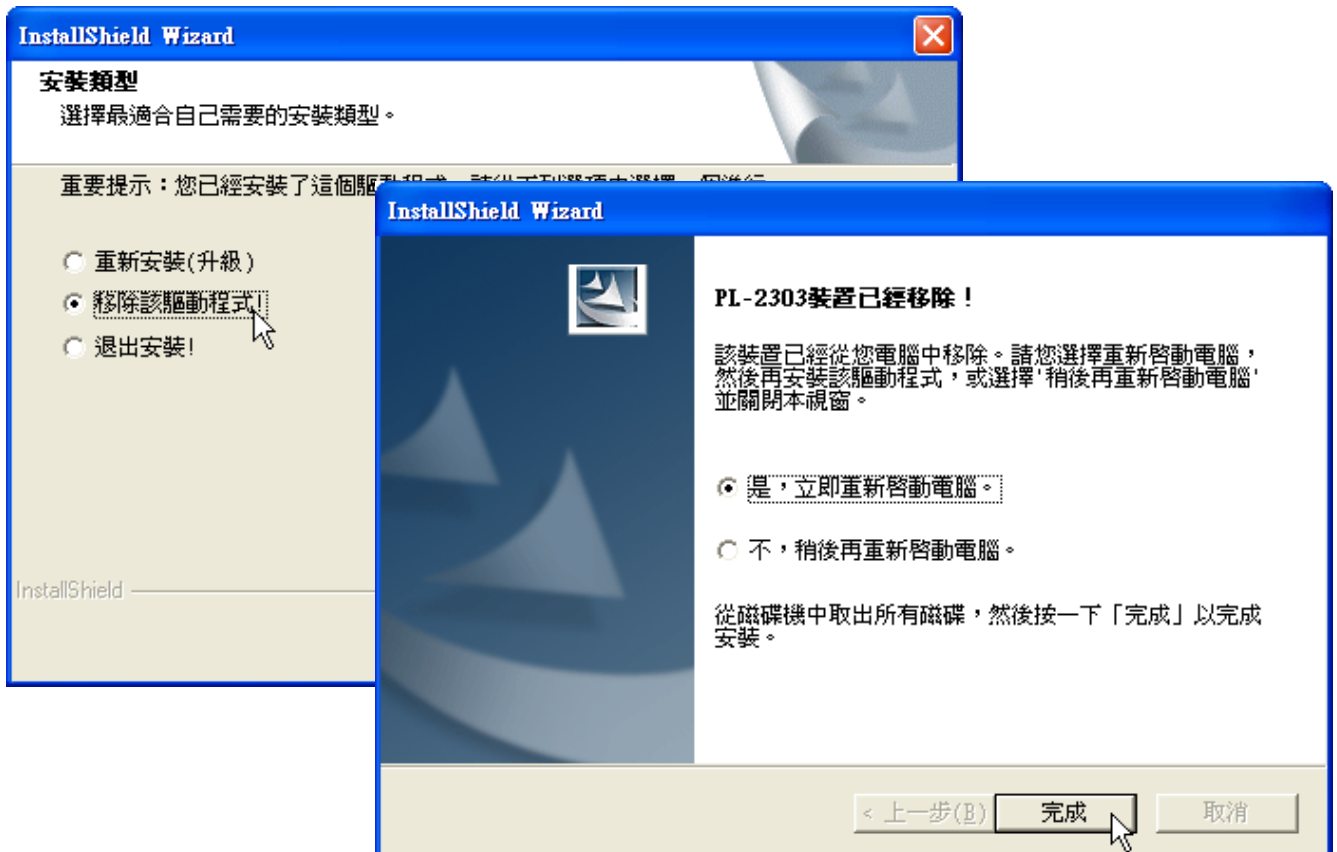 InstallShield Wizard
安裝類型
選擇最適合自己需要的安裝類型。
重要提示：您已經安裝了這個驅
重新安裝(升級)
移除該驅動程式!
退出安裝!
InstallShield
InstallShield Wizard
PL-2303裝置已經移除！
該裝置已經從您電腦中移除。請您選擇重新啓動電腦，
然後再安裝該驅動程式，或選擇'稍後再重新啓動電腦'
並關閉本視窗。
是，立即重新啓動電腦。
不，稍後再重新啓動電腦。
從磁碟機中取出所有磁碟，然後按一下「完成」以完成
安裝。
< 上一步(B)
完成
取消